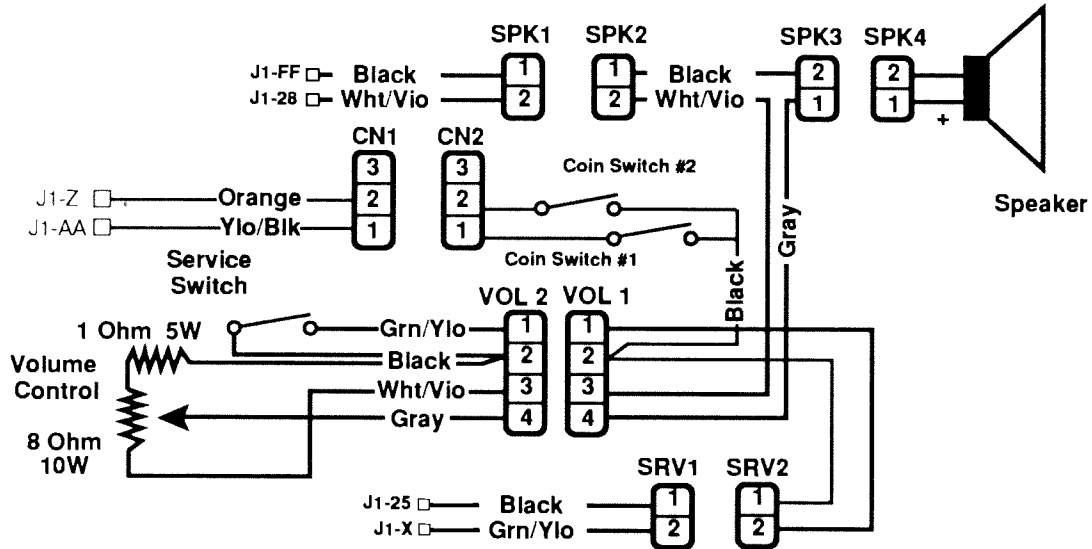 SPK1 SPK2 SPK3 SPK4
J1-FF Black 1 1 Black 2 2
J1-28 Wht/Vio 2 2 Wht/Vio 1 1
+
Speaker
CN1 CN2
3 3
Coin Switch #2
J1-Z Orange 2 2
J1-AA Ylo/Blk 1 1
Coin Switch #1
Gray
Black
Service
Switch
VOL 2 VOL 1
1 Ohm 5W
Grn/Ylo 1 1
Black 2 2
Volume
Control
Wht/Vio 3 3
Gray 4 4
8 Ohm
10W
SRV1 SRV2
J1-25 Black 1 1
J1-X Grn/Ylo 2 2